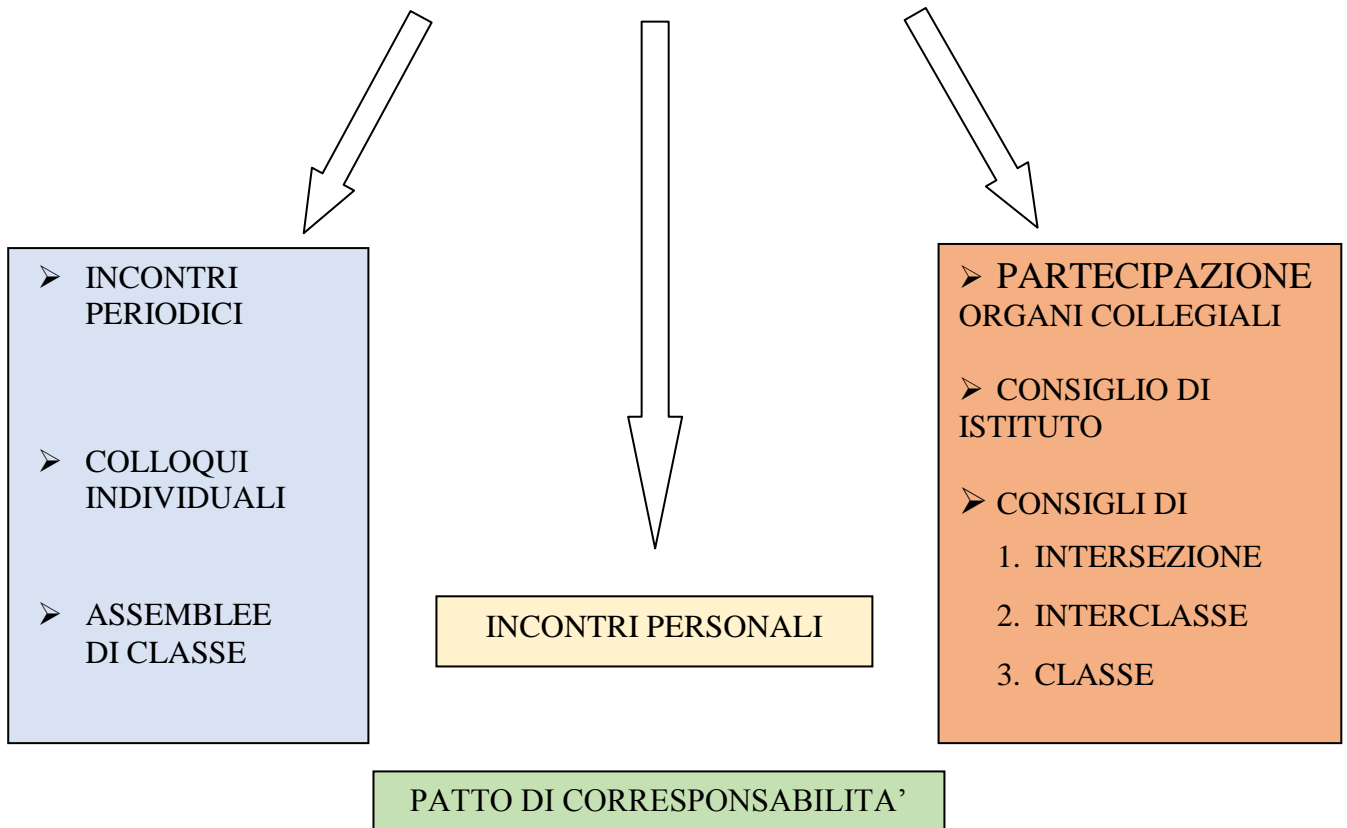 ➢ INCONTRI
PERIODICI
➢ COLLOQUI
INDIVIDUALI
➢ ASSEMBLEE
DI CLASSE
INCONTRI PERSONALI
➢ PARTECIPAZIONE
ORGANI COLLEGIALI
➢ CONSIGLIO DI
ISTITUTO
➢ CONSIGLI DI
1. INTERSEZIONE
2. INTERCLASSE
3. CLASSE
PATTO DI CORRESPONSABILITA’